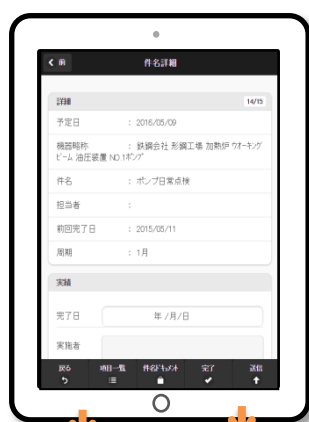 前
件名詳細
詳細 14/15
予定日 : 2016/05/09
機器略称 : 鉄鋼会社 形鋼工場 加熱炉 ウオーキング
ビーム 油圧装置 NO.1ポンプ
件名 : ポンプ日常点検
担当者 :
前回完了日 : 2015/05/11
周期 : 1月
実績
完了日 年 /月/日
実施者
戻る 項目一覧 件名ドキュメント 完了 送信